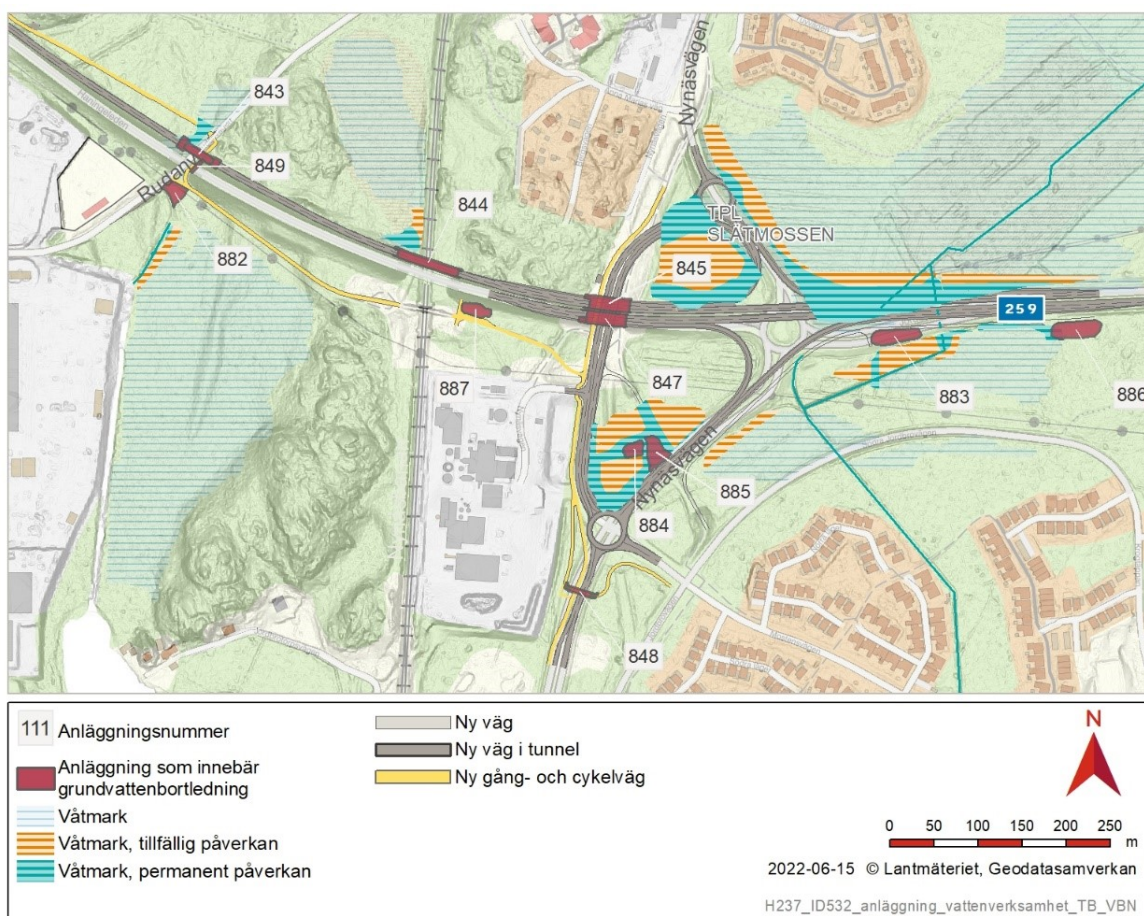 Nynäsvägen
843
Rudanv
849
844
882
TPL
SLÄTMOSSEN
845
259
847
887
883
886
Nynäsvägen
885
884
848
111 Anläggningsnummer
Anläggning som innebär
grundvattenbortledning
Våtmark
Våtmark, tillfällig påverkan
Våtmark, permanent påverkan
Ny väg
Ny väg i tunnel
Ny gång- och cykelväg
N
0 50 100 150 200 250
m
2022-06-15 © Lantmäteriet, Geodatasamverkan
H237_ID532_anläggning_vattenverksamhet_TB_VBN